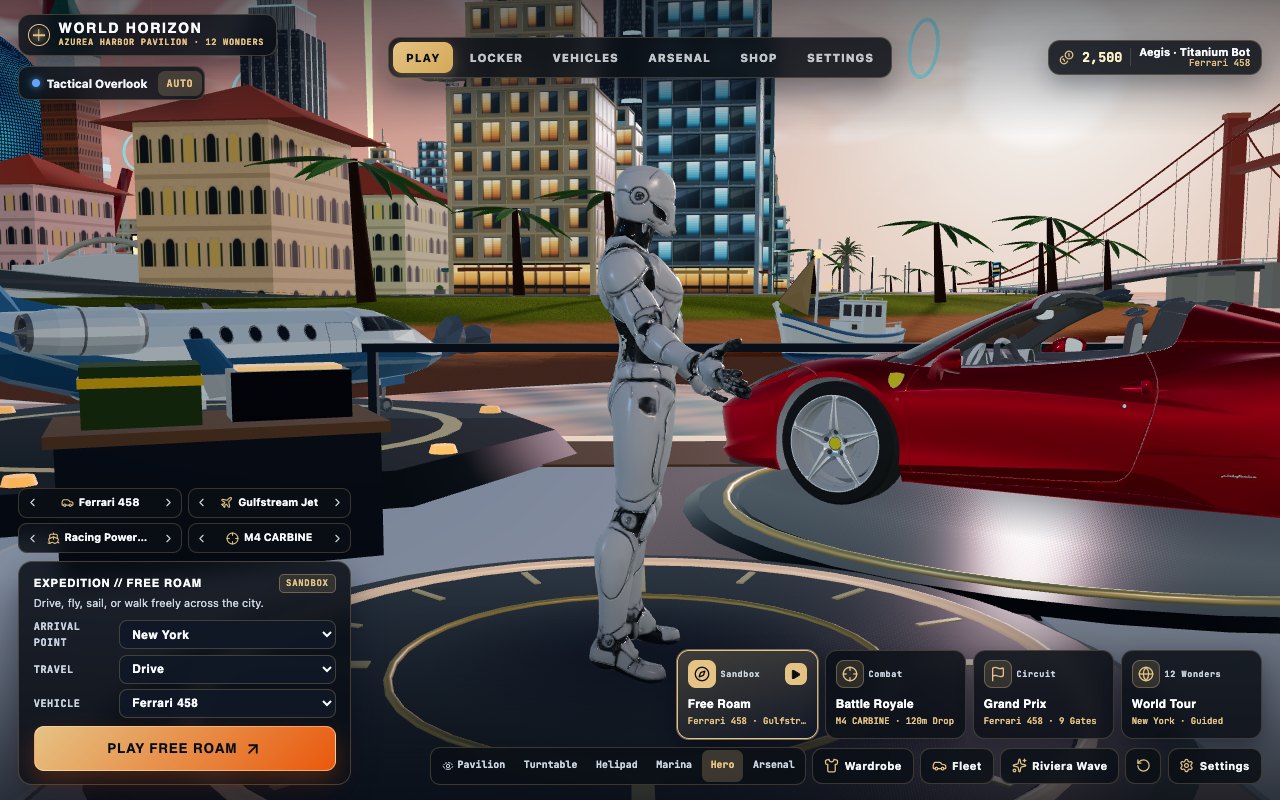 WORLD HORIZON
AZUREA HARBOR PAVILION · 12 WONDERS
Tactical Overlook AUTO
PLAY LOCKER VEHICLES ARSENAL SHOP SETTINGS
2,500
Aegis · Titanium Bot
Ferrari 458
Ferrari 458
Gulfstream Jet
Racing Power...
M4 CARBINE
EXPEDITION // FREE ROAM SANDBOX
Drive, fly, sail, or walk freely across the city.
ARRIVAL POINT New York
TRAVEL Drive
VEHICLE Ferrari 458
PLAY FREE ROAM
Sandbox
Free Roam
Ferrari 458 · Gulfstr…
Combat
Battle Royale
M4 CARBINE · 120m Drop
Circuit
Grand Prix
Ferrari 458 · 9 Gates
12 Wonders
World Tour
New York · Guided
Pavilion Turntable Helipad Marina Hero Arsenal
Wardrobe Fleet Riviera Wave Settings